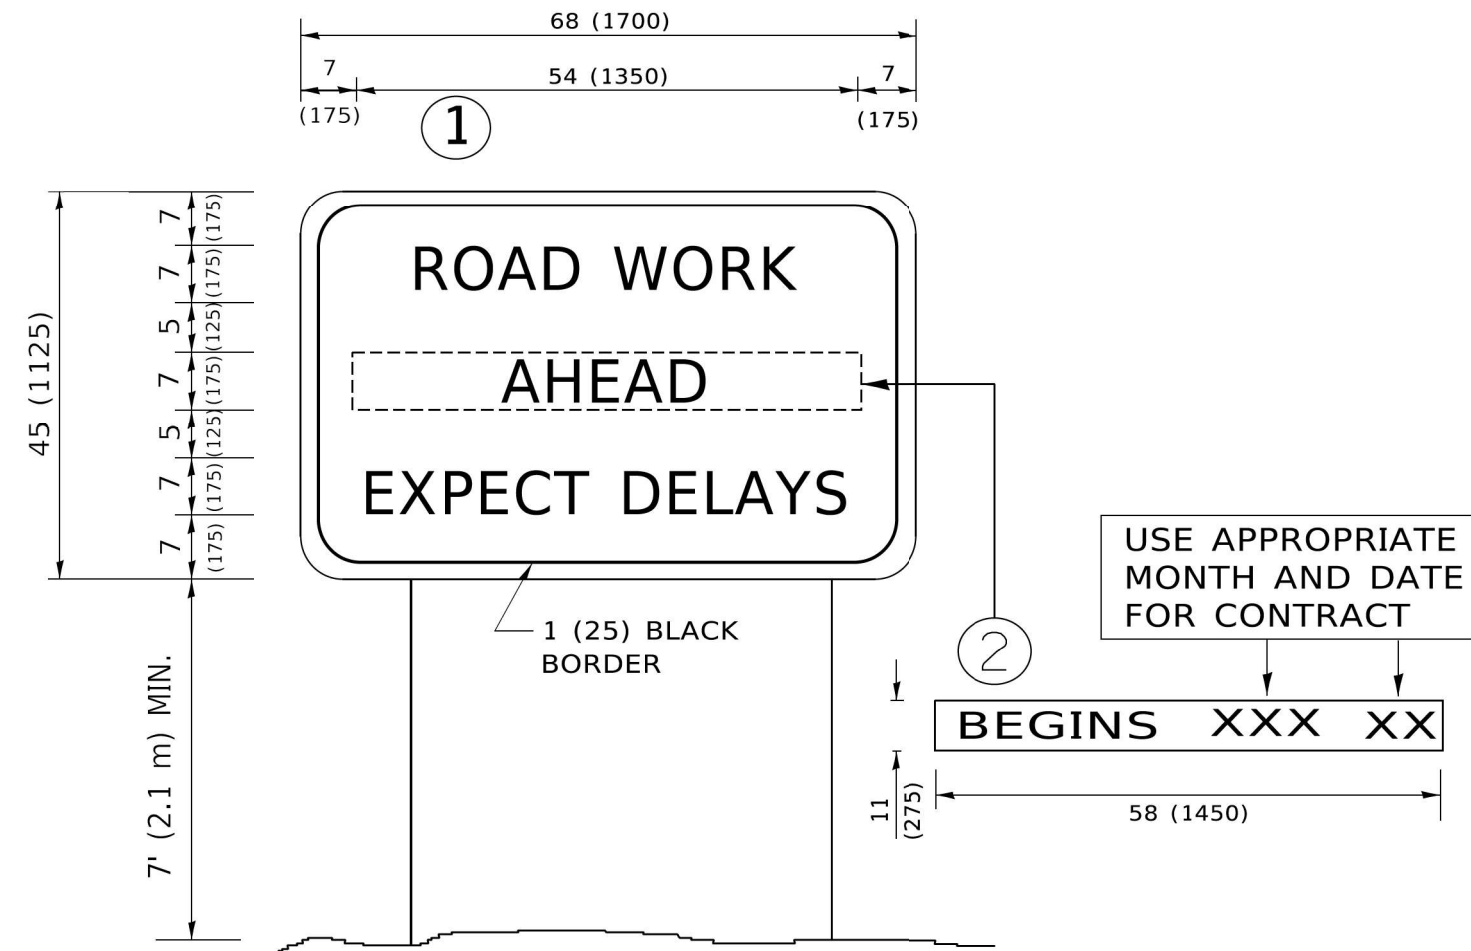 68 (1700)
7
54 (1350)
7
(175)
(175)
1
7
(175)
7
(175)
5
(125)
7
(175)
5
(125)
7
(175)
7
(175)
45 (1125)
ROAD WORK
AHEAD
EXPECT DELAYS
1 (25) BLACK
BORDER
7' (2.1 m) MIN.
2
USE APPROPRIATE
MONTH AND DATE
FOR CONTRACT
BEGINS XXX XX
11
(275)
58 (1450)